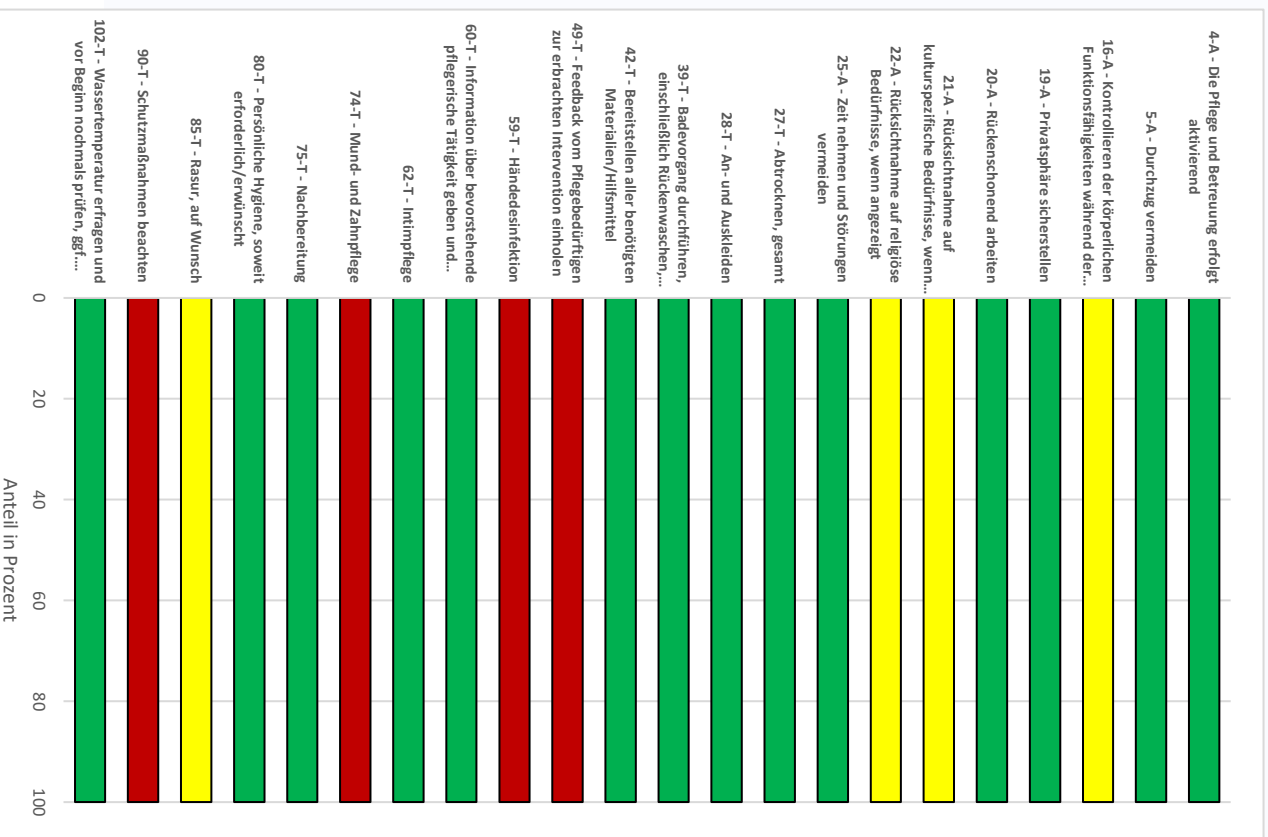 4-A - Die Pflege und Betreuung erfolgt
aktivierend
5-A - Durchzug vermeiden
16-A - Kontrollieren der körperlichen
Funktionsfähigkeiten während der...
19-A - Privatsphäre sicherstellen
20-A - Rückenschonend arbeiten
21-A - Rücksichtnahme auf
kulturspezifische Bedürfnisse, wenn...
22-A - Rücksichtnahme auf religiöse
Bedürfnisse, wenn angezeigt
25-A - Zeit nehmen und Störungen
vermeiden
27-T - Abtrocknen, gesamt
28-T - An- und Auskleiden
39-T - Badevorgang durchführen,
einschließlich Rückenwaschen,...
42-T - Bereitstellen aller benötigten
Materialien/Hilfsmittel
49-T - Feedback vom Pflegebedürftigen
zur erbrachten Intervention einholen
59-T - Händedesinfektion
60-T - Information über bevorstehende
pflegerische Tätigkeit geben und...
62-T - Intimpflege
74-T - Mund- und Zahnpflege
75-T - Nachbereitung
80-T - Persönliche Hygiene, soweit
erforderlich/erwünscht
85-T - Rasur, auf Wunsch
90-T - Schutzmaßnahmen beachten
102-T - Wassertemperatur erfragen und
vor Beginn nochmals prüfen, ggf....
0
20
40
60
80
100
Anteil in Prozent